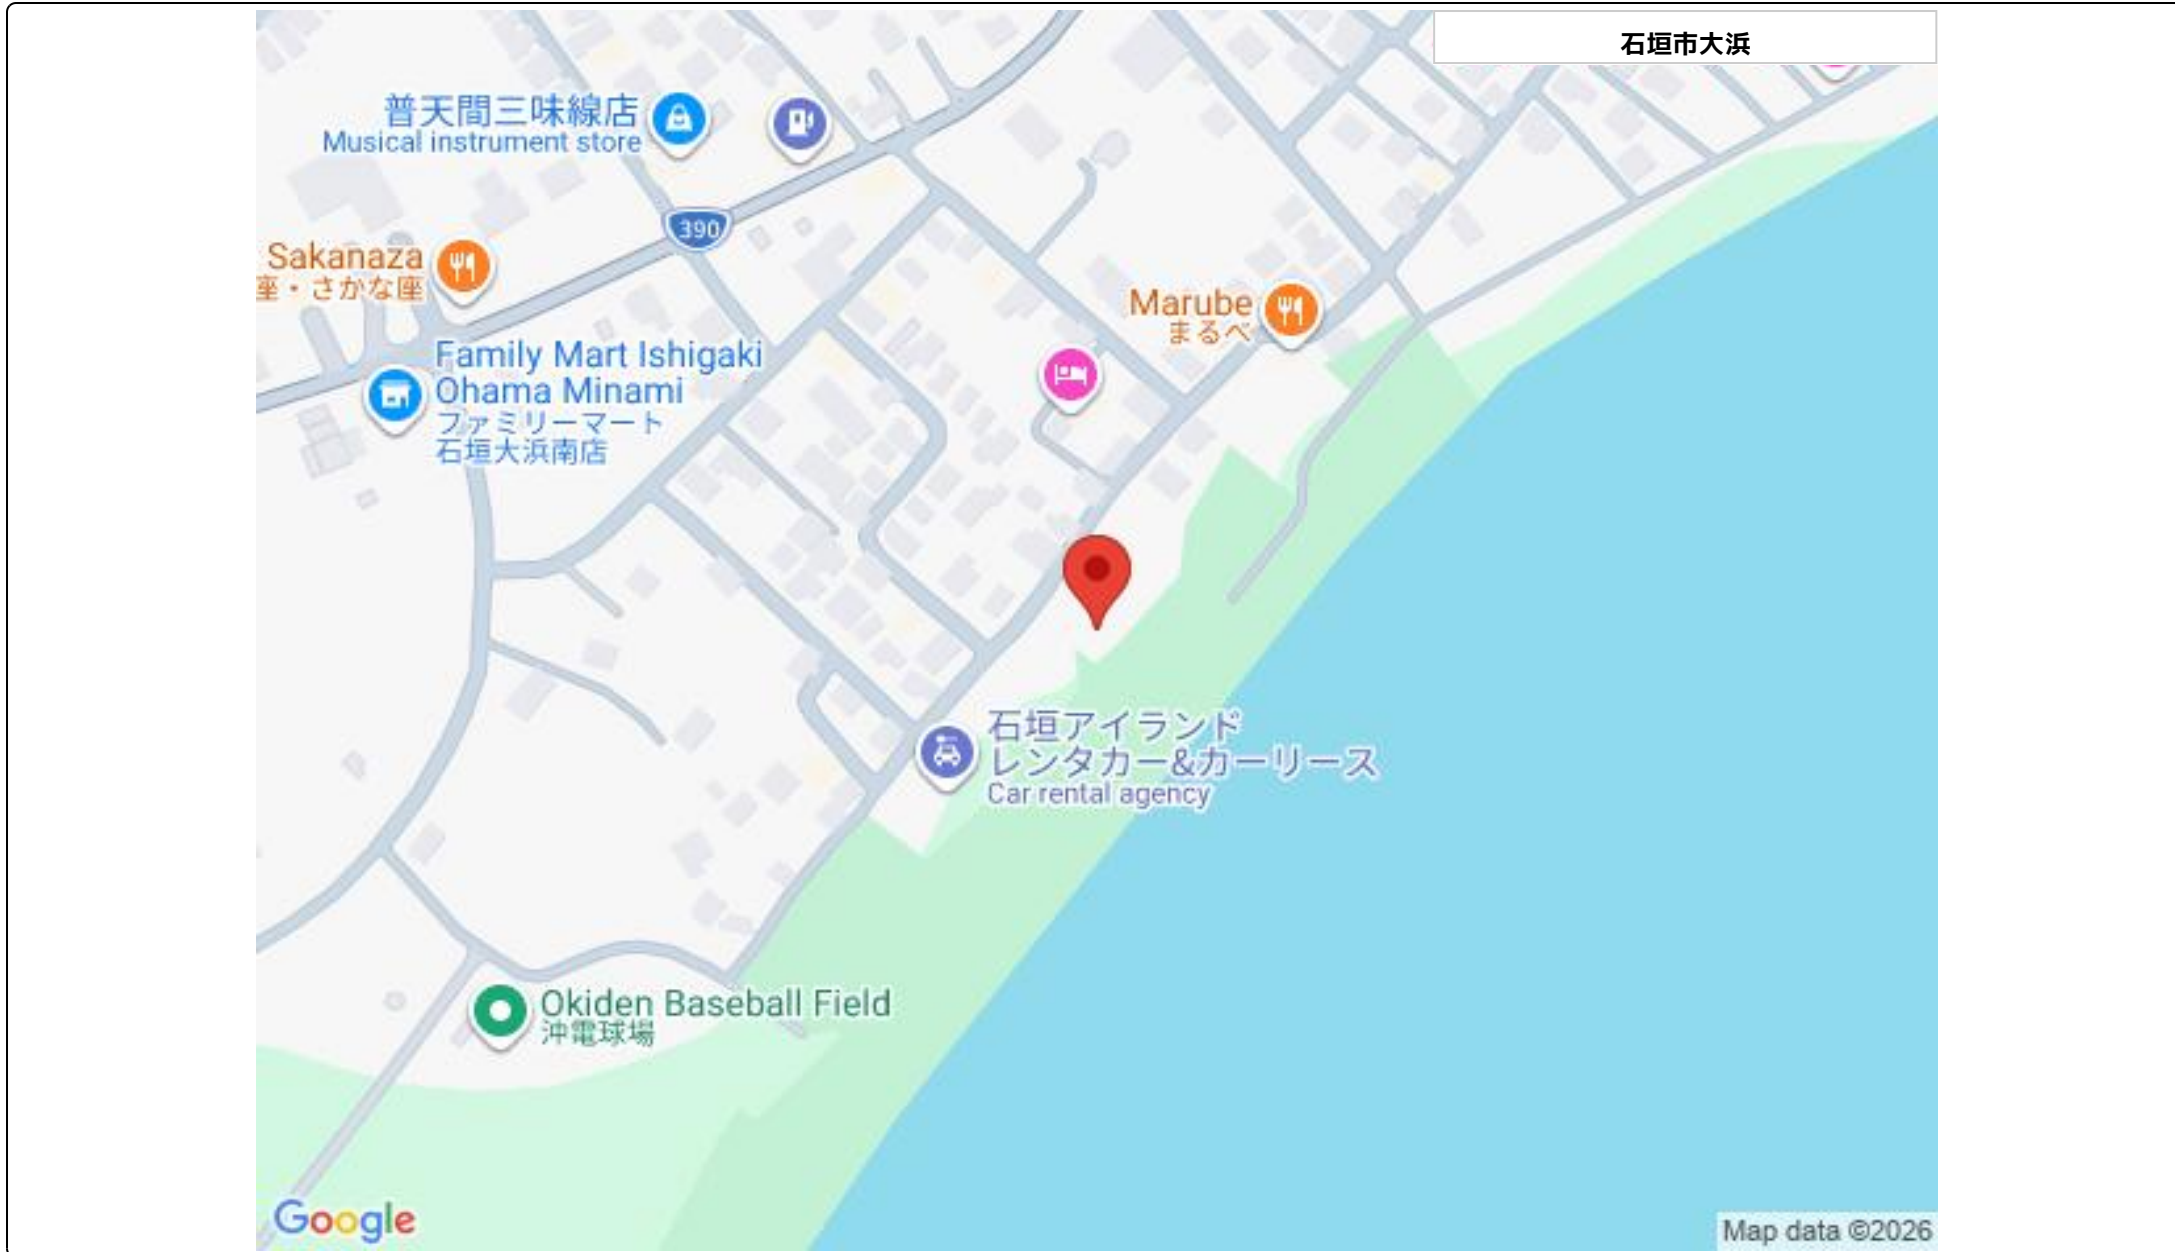 石垣市大浜
普天間三味線店
Musical instrument store
390
Sakanaza
座・さかな座
Marube
まるべ
Family Mart Ishigaki
Ohama Minami
ファミリーマート
石垣大浜南店
石垣アイランド
レンタカー&カーリース
Car rental agency
Okiden Baseball Field
沖電球場
Google
Map data ©2026